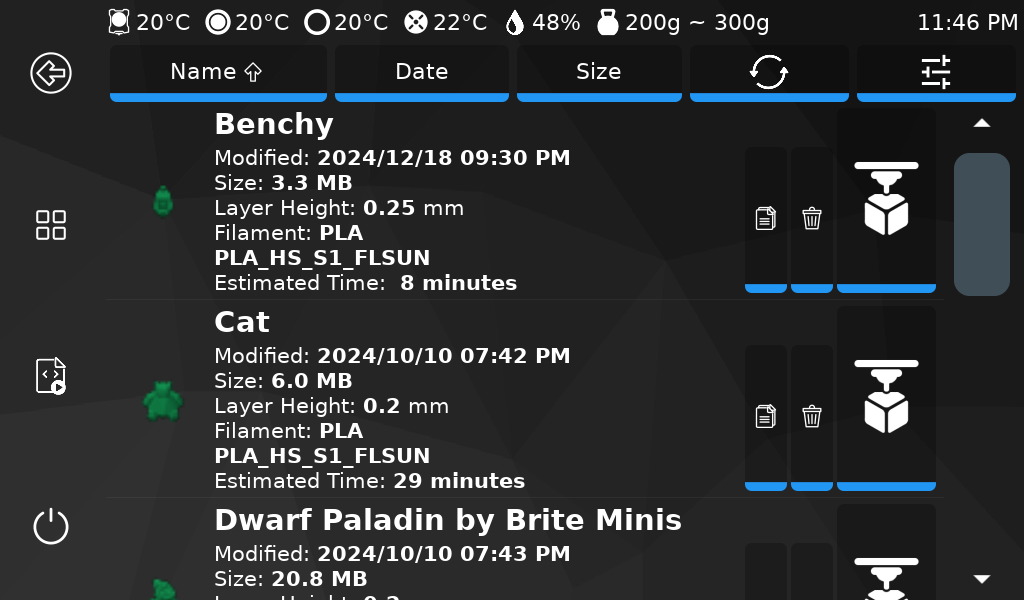 20°C 20°C 20°C 22°C 48% 200g ~ 300g 11:46 PM
Name Date Size
Benchy
Modified: 2024/12/18 09:30 PM
Size: 3.3 MB
Layer Height: 0.25 mm
Filament: PLA
PLA_HS_S1_FLSUN
Estimated Time: 8 minutes
Cat
Modified: 2024/10/10 07:42 PM
Size: 6.0 MB
Layer Height: 0.2 mm
Filament: PLA
PLA_HS_S1_FLSUN
Estimated Time: 29 minutes
Dwarf Paladin by Brite Minis
Modified: 2024/10/10 07:43 PM
Size: 20.8 MB
Layer Height: 0.2